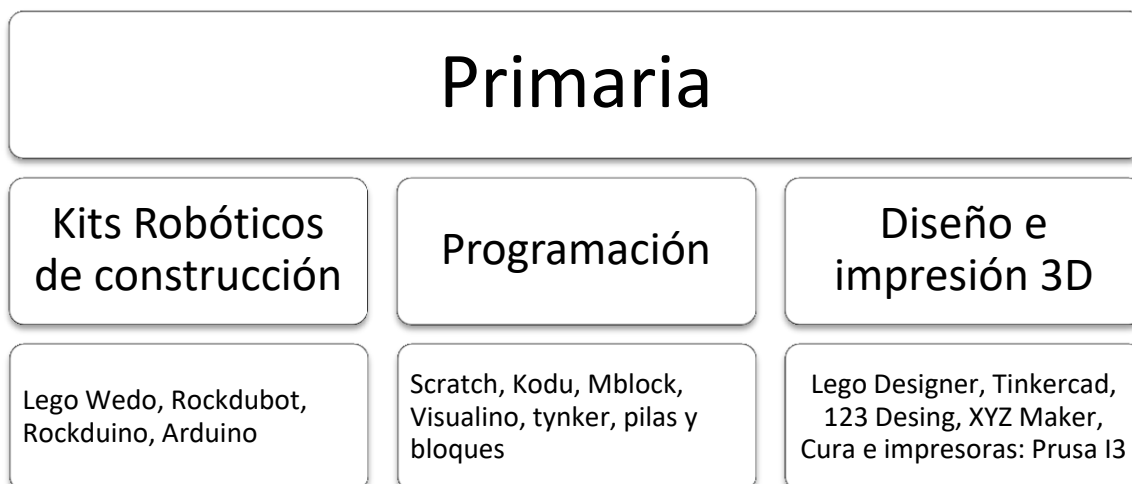 Primaria
Kits Robóticos
de construcción
Programación
Diseño e
impresión 3D
Lego Wedo, Rockdubot,
Rockduino, Arduino
Scratch, Kodu, Mblock,
Visualino, tynker, pilas y
bloques
Lego Designer, Tinkercad,
123 Desing, XYZ Maker,
Cura e impresoras: Prusa I3